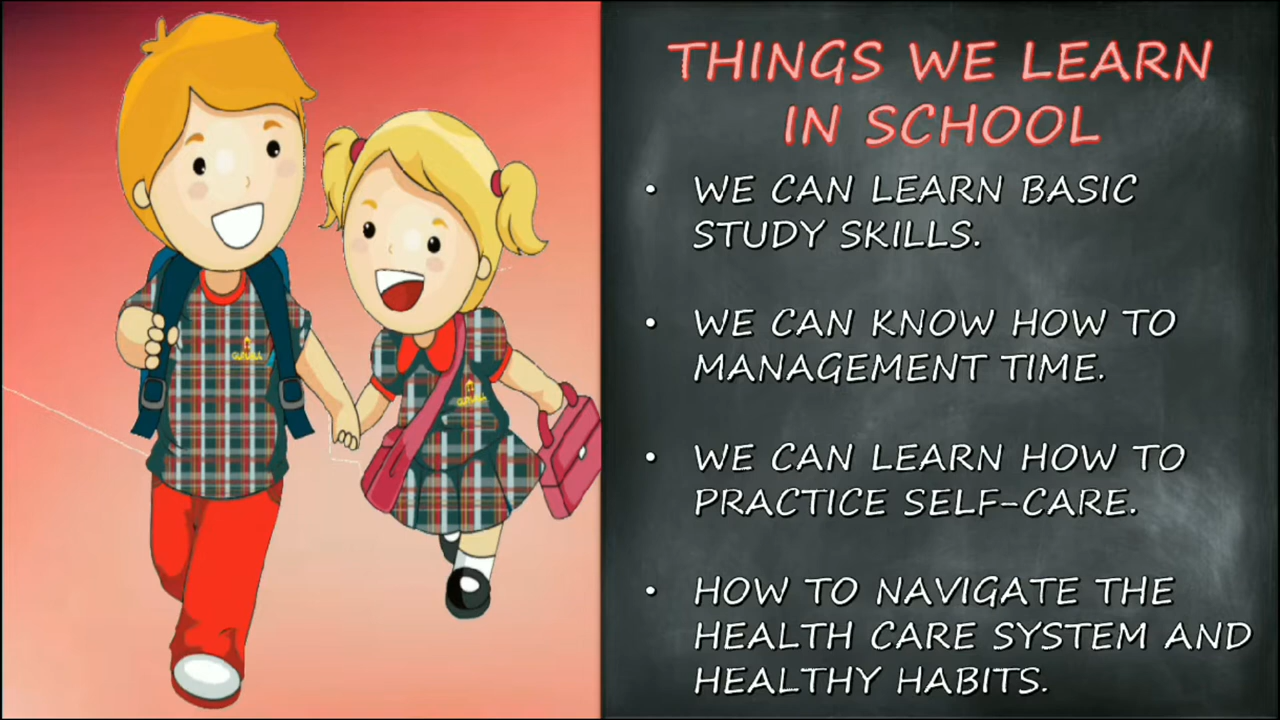 THINGS WE LEARN
IN SCHOOL
• WE CAN LEARN BASIC
STUDY SKILLS.
• WE CAN KNOW HOW TO
MANAGEMENT TIME.
• WE CAN LEARN HOW TO
PRACTICE SELF-CARE.
• HOW TO NAVIGATE THE
HEALTH CARE SYSTEM AND
HEALTHY HABITS.